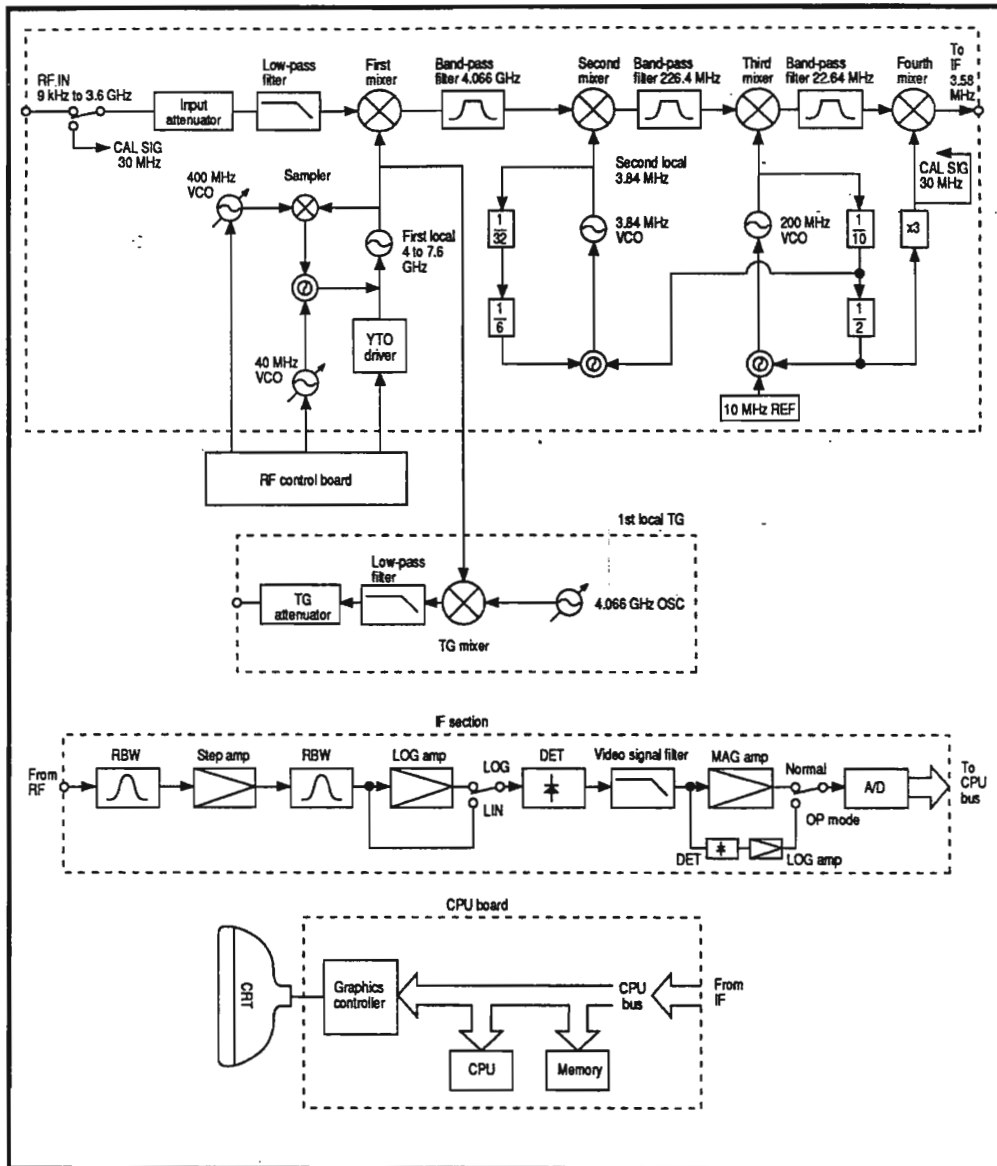 RF IN
9 kHz to 3.6 GHz
CAL SIG
30 MHz
Input
attenuator
Low-pass
filter
First
mixer
Band-pass
filter 4.066 GHz
Second
mixer
Band-pass
filter 226.4 MHz
Third
mixer
Band-pass
filter 22.64 MHz
Fourth
mixer
To
IF
3.58
MHz
400 MHz
VCO
Sampler
First local
4 to 7.6
GHz
40 MHz
VCO
YTO
driver
Second local
3.84 MHz
1
32
3.84 MHz
VCO
1
6
200 MHz
VCO
1
10
1
2
x3
CAL SIG
30 MHz
10 MHz REF
RF control board
1st local TG
TG
attenuator
Low-pass
filter
TG mixer
4.066 GHz OSC
IF section
From
RF
RBW
Step amp
RBW
LOG amp
LOG
LIN
DET
Video signal filter
MAG amp
Normal
OP mode
A/D
To
CPU
bus
DET
LOG amp
CPU board
CRT
Graphics
controller
CPU
bus
From
IF
CPU
Memory